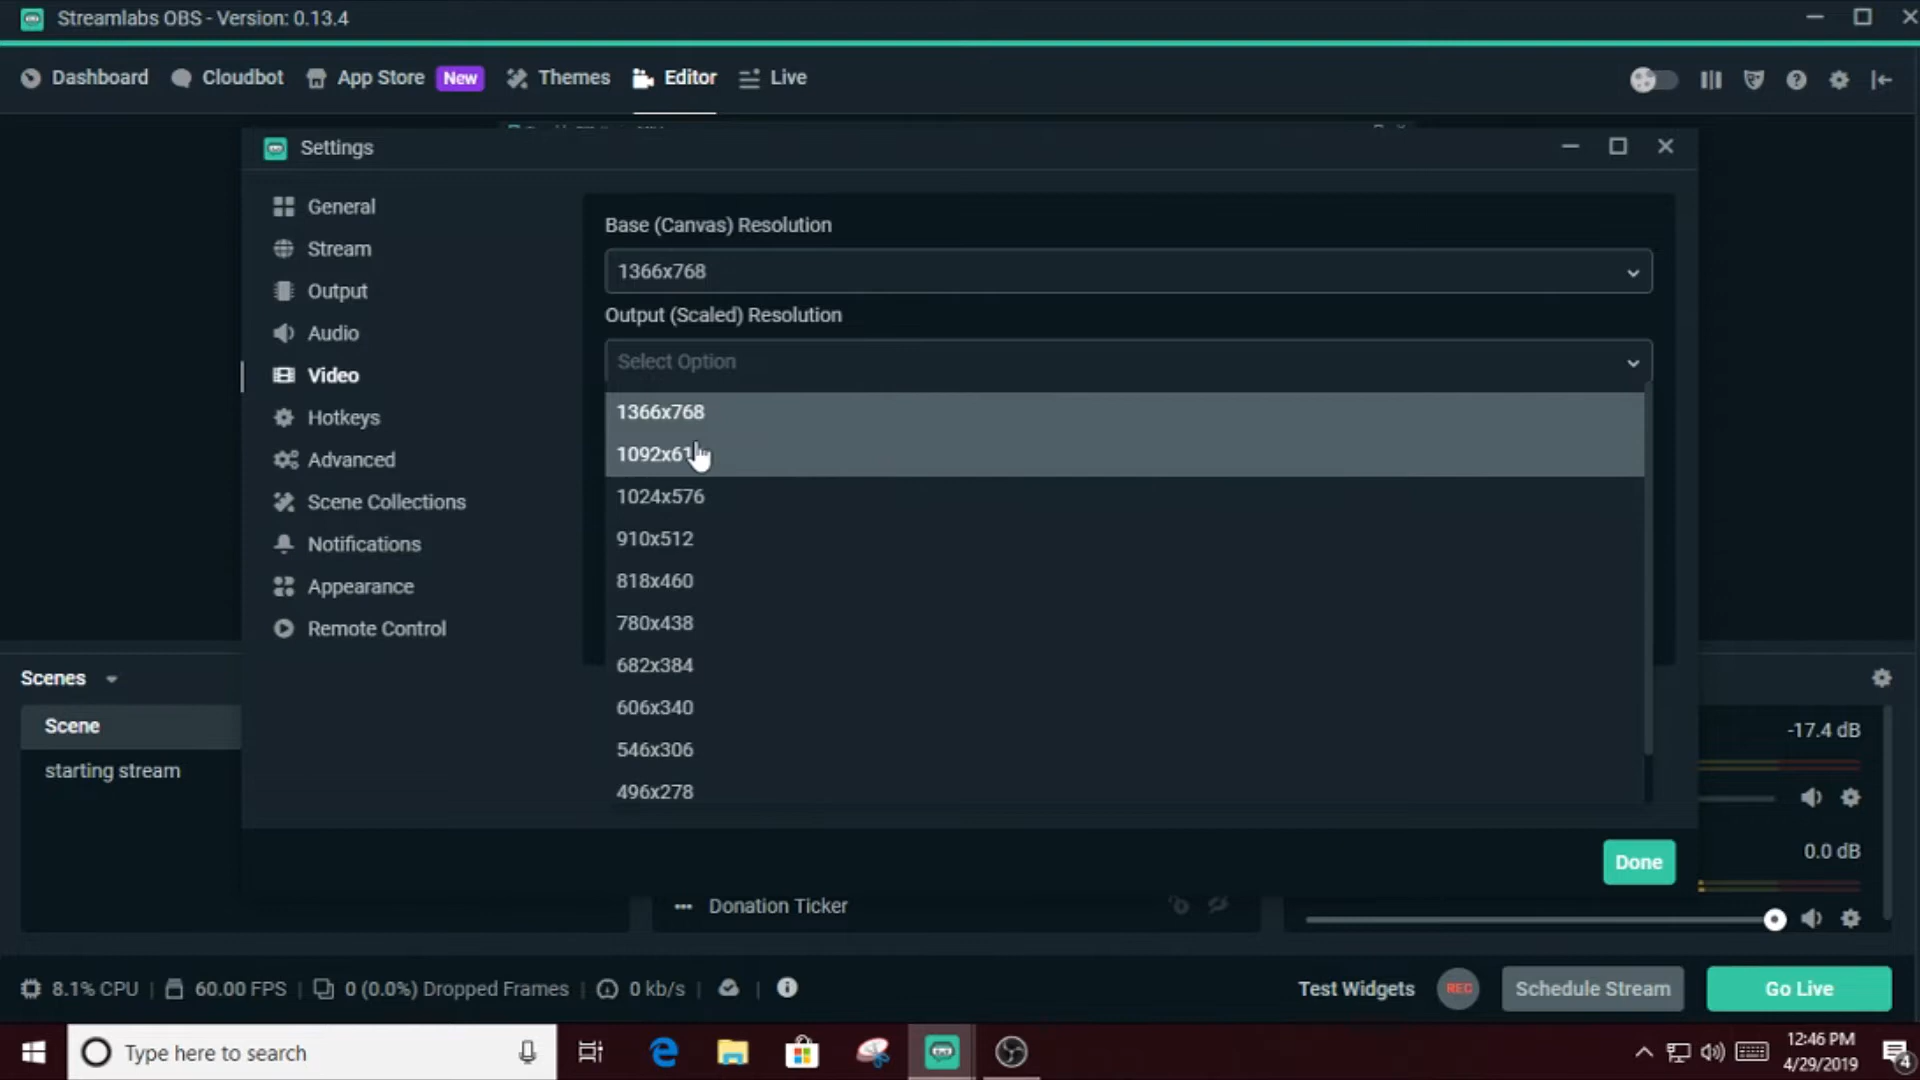 Streamlabs OBS - Version: 0.13.4
Dashboard Cloudbot App Store New Themes Editor Live
Settings
General
Stream
Output
Audio
Video
Hotkeys
Advanced
Scene Collections
Notifications
Appearance
Remote Control
Base (Canvas) Resolution
1366x768
Output (Scaled) Resolution
Select Option
1366x768
1024x576
910x512
818x460
780x438
682x384
606x340
546x306
496x278
Done
Scenes
Scene
starting stream
Donation Ticker
-17.4 dB
0.0 dB
8.1% CPU | 60.00 FPS | 0 (0.0%) Dropped Frames | 0 kb/s | |
Test Widgets REC Schedule Stream Go Live
Type here to search
12:46 PM
4/29/2019
4